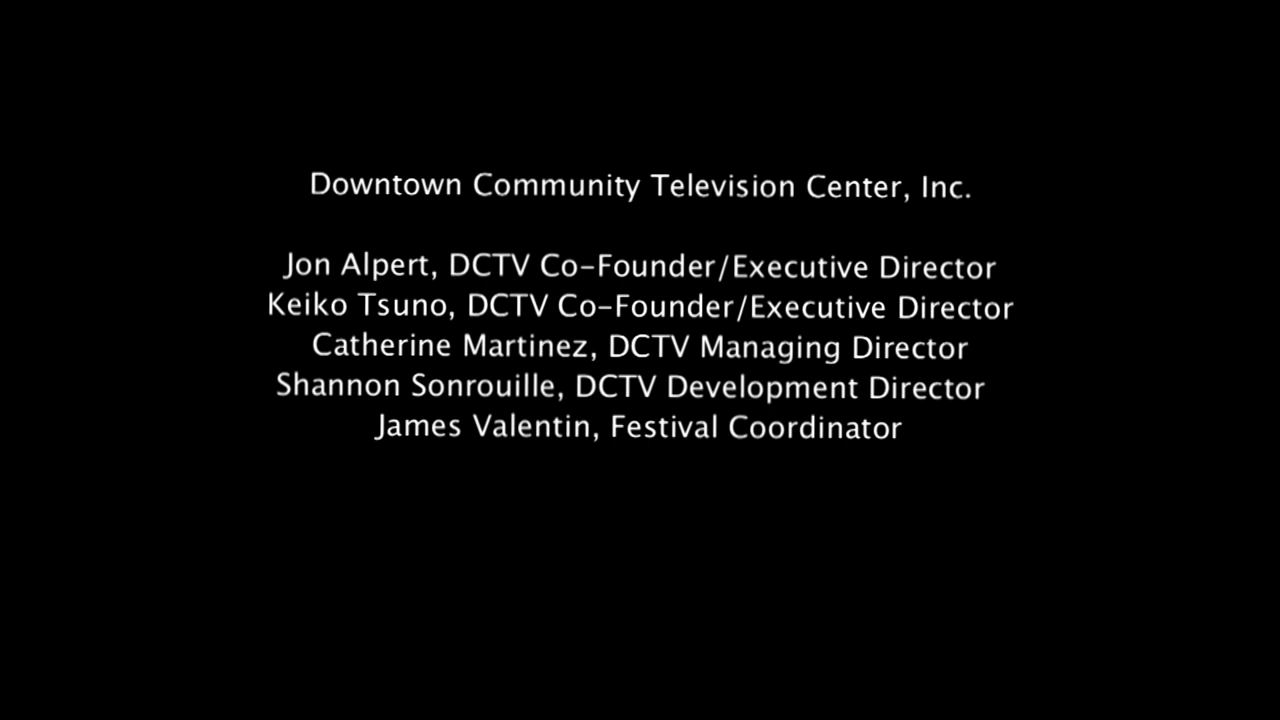 Downtown Community Television Center, Inc.
Jon Alpert, DCTV Co-Founder/Executive Director
Keiko Tsuno, DCTV Co-Founder/Executive Director
Catherine Martinez, DCTV Managing Director
Shannon Sonrouille, DCTV Development Director
James Valentin, Festival Coordinator